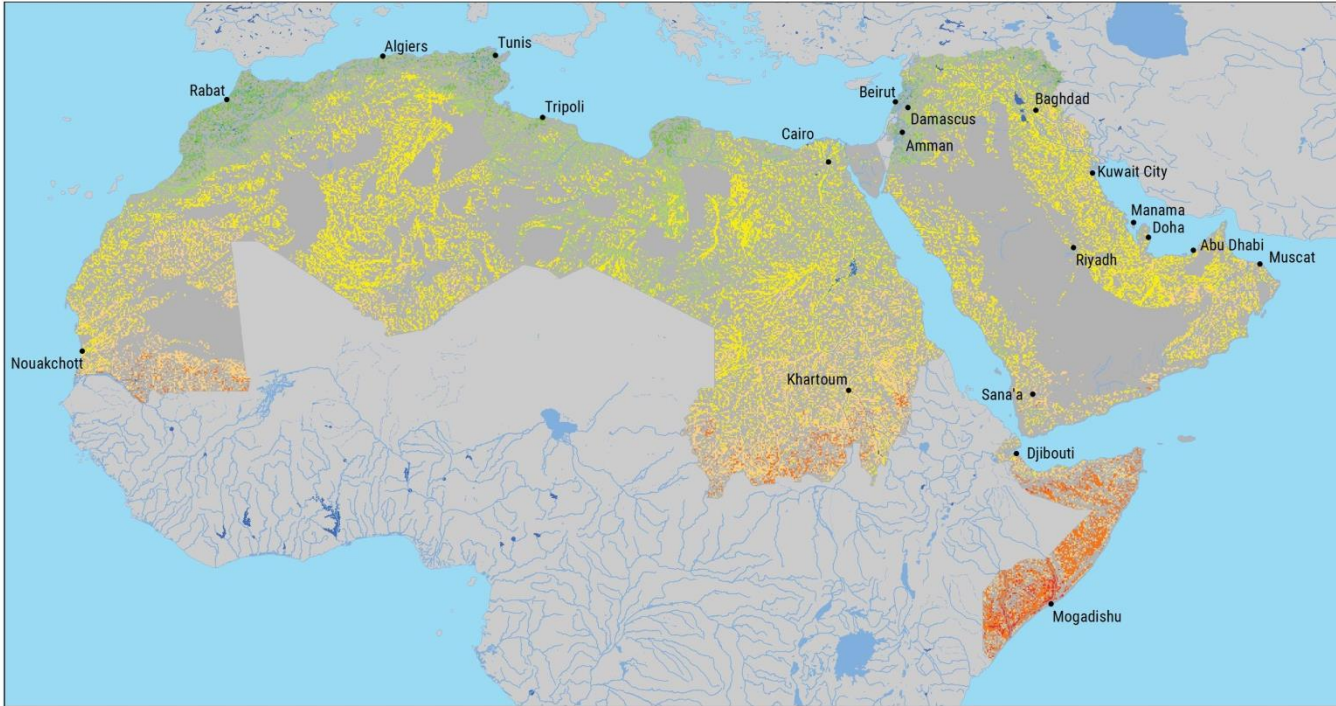 Algiers
Tunis
Rabat
Tripoli
Beirut
Baghdad
Damascus
Cairo
Amman
Kuwait City
Manama
Doha
Abu Dhabi
Riyadh
Muscat
Nouakchott
Khartoum
Sana'a
Djibouti
Mogadishu